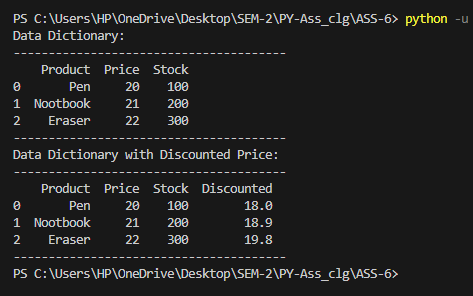 PS C:\Users\HP\OneDrive\Desktop\SEM-2\PY-Ass_clg\ASS-6> python -u
Data Dictionary:
--------------------------------------
    Product  Price  Stock
0       Pen     20    100
1  Nootbook     21    200
2    Eraser     22    300
--------------------------------------
Data Dictionary with Discounted Price:
--------------------------------------
    Product  Price  Stock  Discounted
0       Pen     20    100        18.0
1  Nootbook     21    200        18.9
2    Eraser     22    300        19.8
--------------------------------------
PS C:\Users\HP\OneDrive\Desktop\SEM-2\PY-Ass_clg\ASS-6>